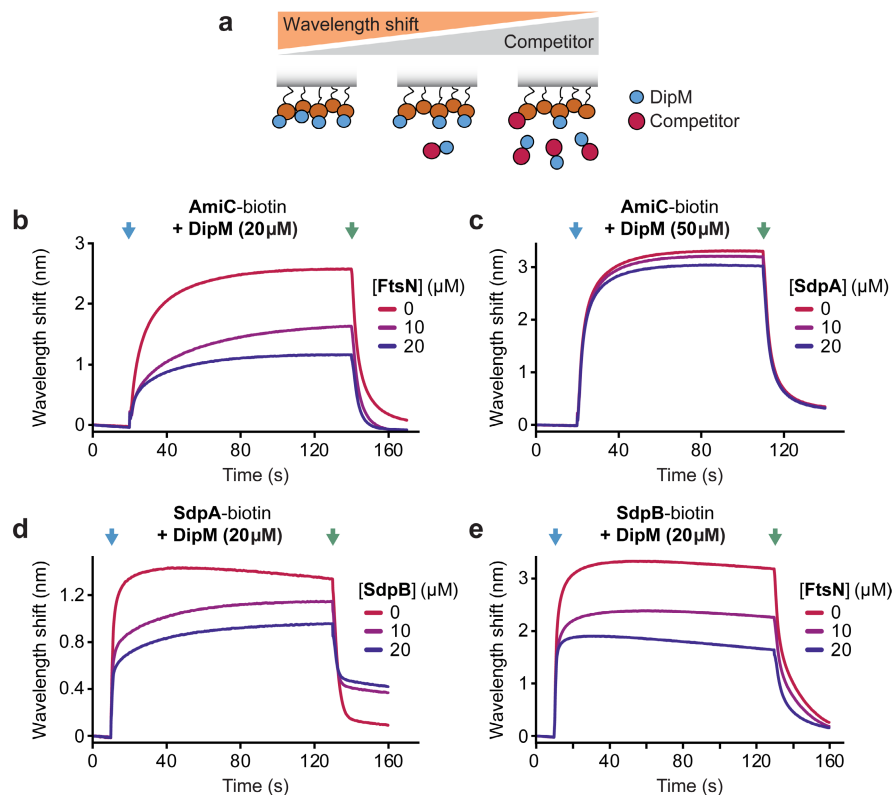 a
Wavelength shift
Competitor
DipM
Competitor
b
AmiC-biotin
+ DipM (20µM)
Wavelength shift (nm)
3
2
1
0
0
40
80
120
160
Time (s)
[FtsN] (µM)
0
10
20
c
AmiC-biotin
+ DipM (50µM)
Wavelength shift (nm)
3
2
1
0
0
40
80
120
Time (s)
[SdpA] (µM)
0
10
20
d
SdpA-biotin
+ DipM (20µM)
Wavelength shift (nm)
1.2
0.8
0.4
0
0
40
80
120
160
Time (s)
[SdpB] (µM)
0
10
20
e
SdpB-biotin
+ DipM (20µM)
Wavelength shift (nm)
3
2
1
0
0
40
80
120
160
Time (s)
[FtsN] (µM)
0
10
20